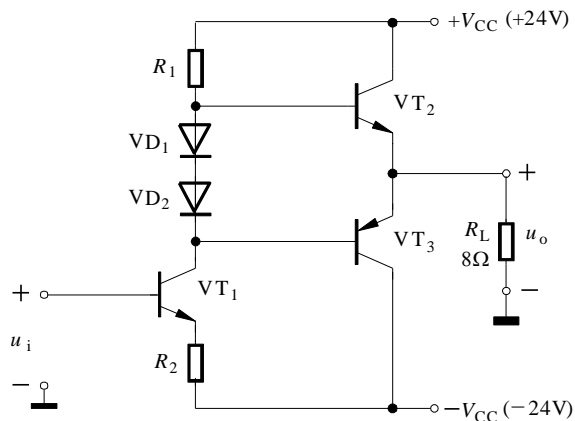 +V_CC (+24V)
R_1
VT_2
VD_1
VD_2
+
R_L
u_o
8Ω
VT_3
−
VT_1
+
u_i
R_2
−
−V_CC (−24V)